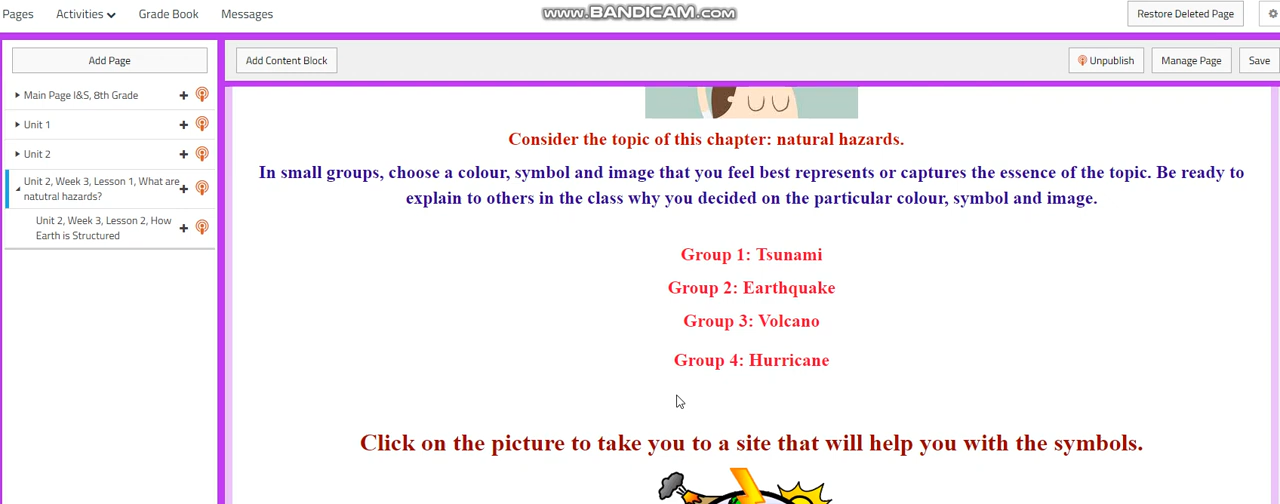 Pages Activities Grade Book Messages
www.BANDICAM.com
Restore Deleted Page
Add Page
Add Content Block
Unpublish
Manage Page
Save
Main Page I&S, 8th Grade
Unit 1
Unit 2
Unit 2, Week 3, Lesson 1, What are
natutral hazards?
Unit 2, Week 3, Lesson 2, How
Earth is Structured
Consider the topic of this chapter: natural hazards.
In small groups, choose a colour, symbol and image that you feel best represents or captures the essence of the topic. Be ready to
explain to others in the class why you decided on the particular colour, symbol and image.
Group 1: Tsunami
Group 2: Earthquake
Group 3: Volcano
Group 4: Hurricane
Click on the picture to take you to a site that will help you with the symbols.